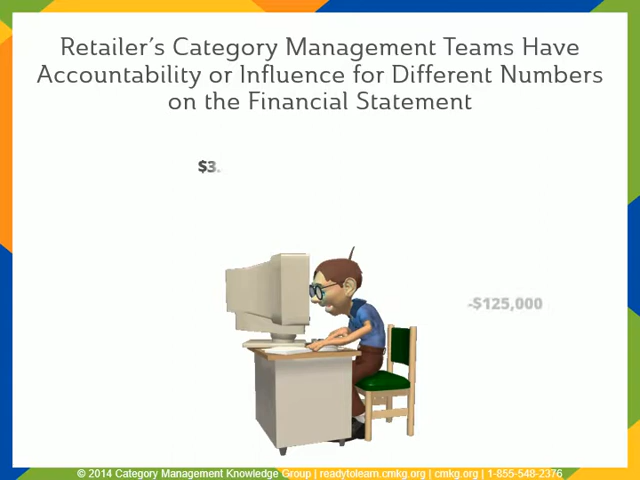 Retailer's Category Management Teams Have
Accountability or Influence for Different Numbers
on the Financial Statement
$3.
-$125,000
© 2014 Category Management Knowledge Group | readytolearn.cmkg.org | cmkg.org | 1-855-548-2376